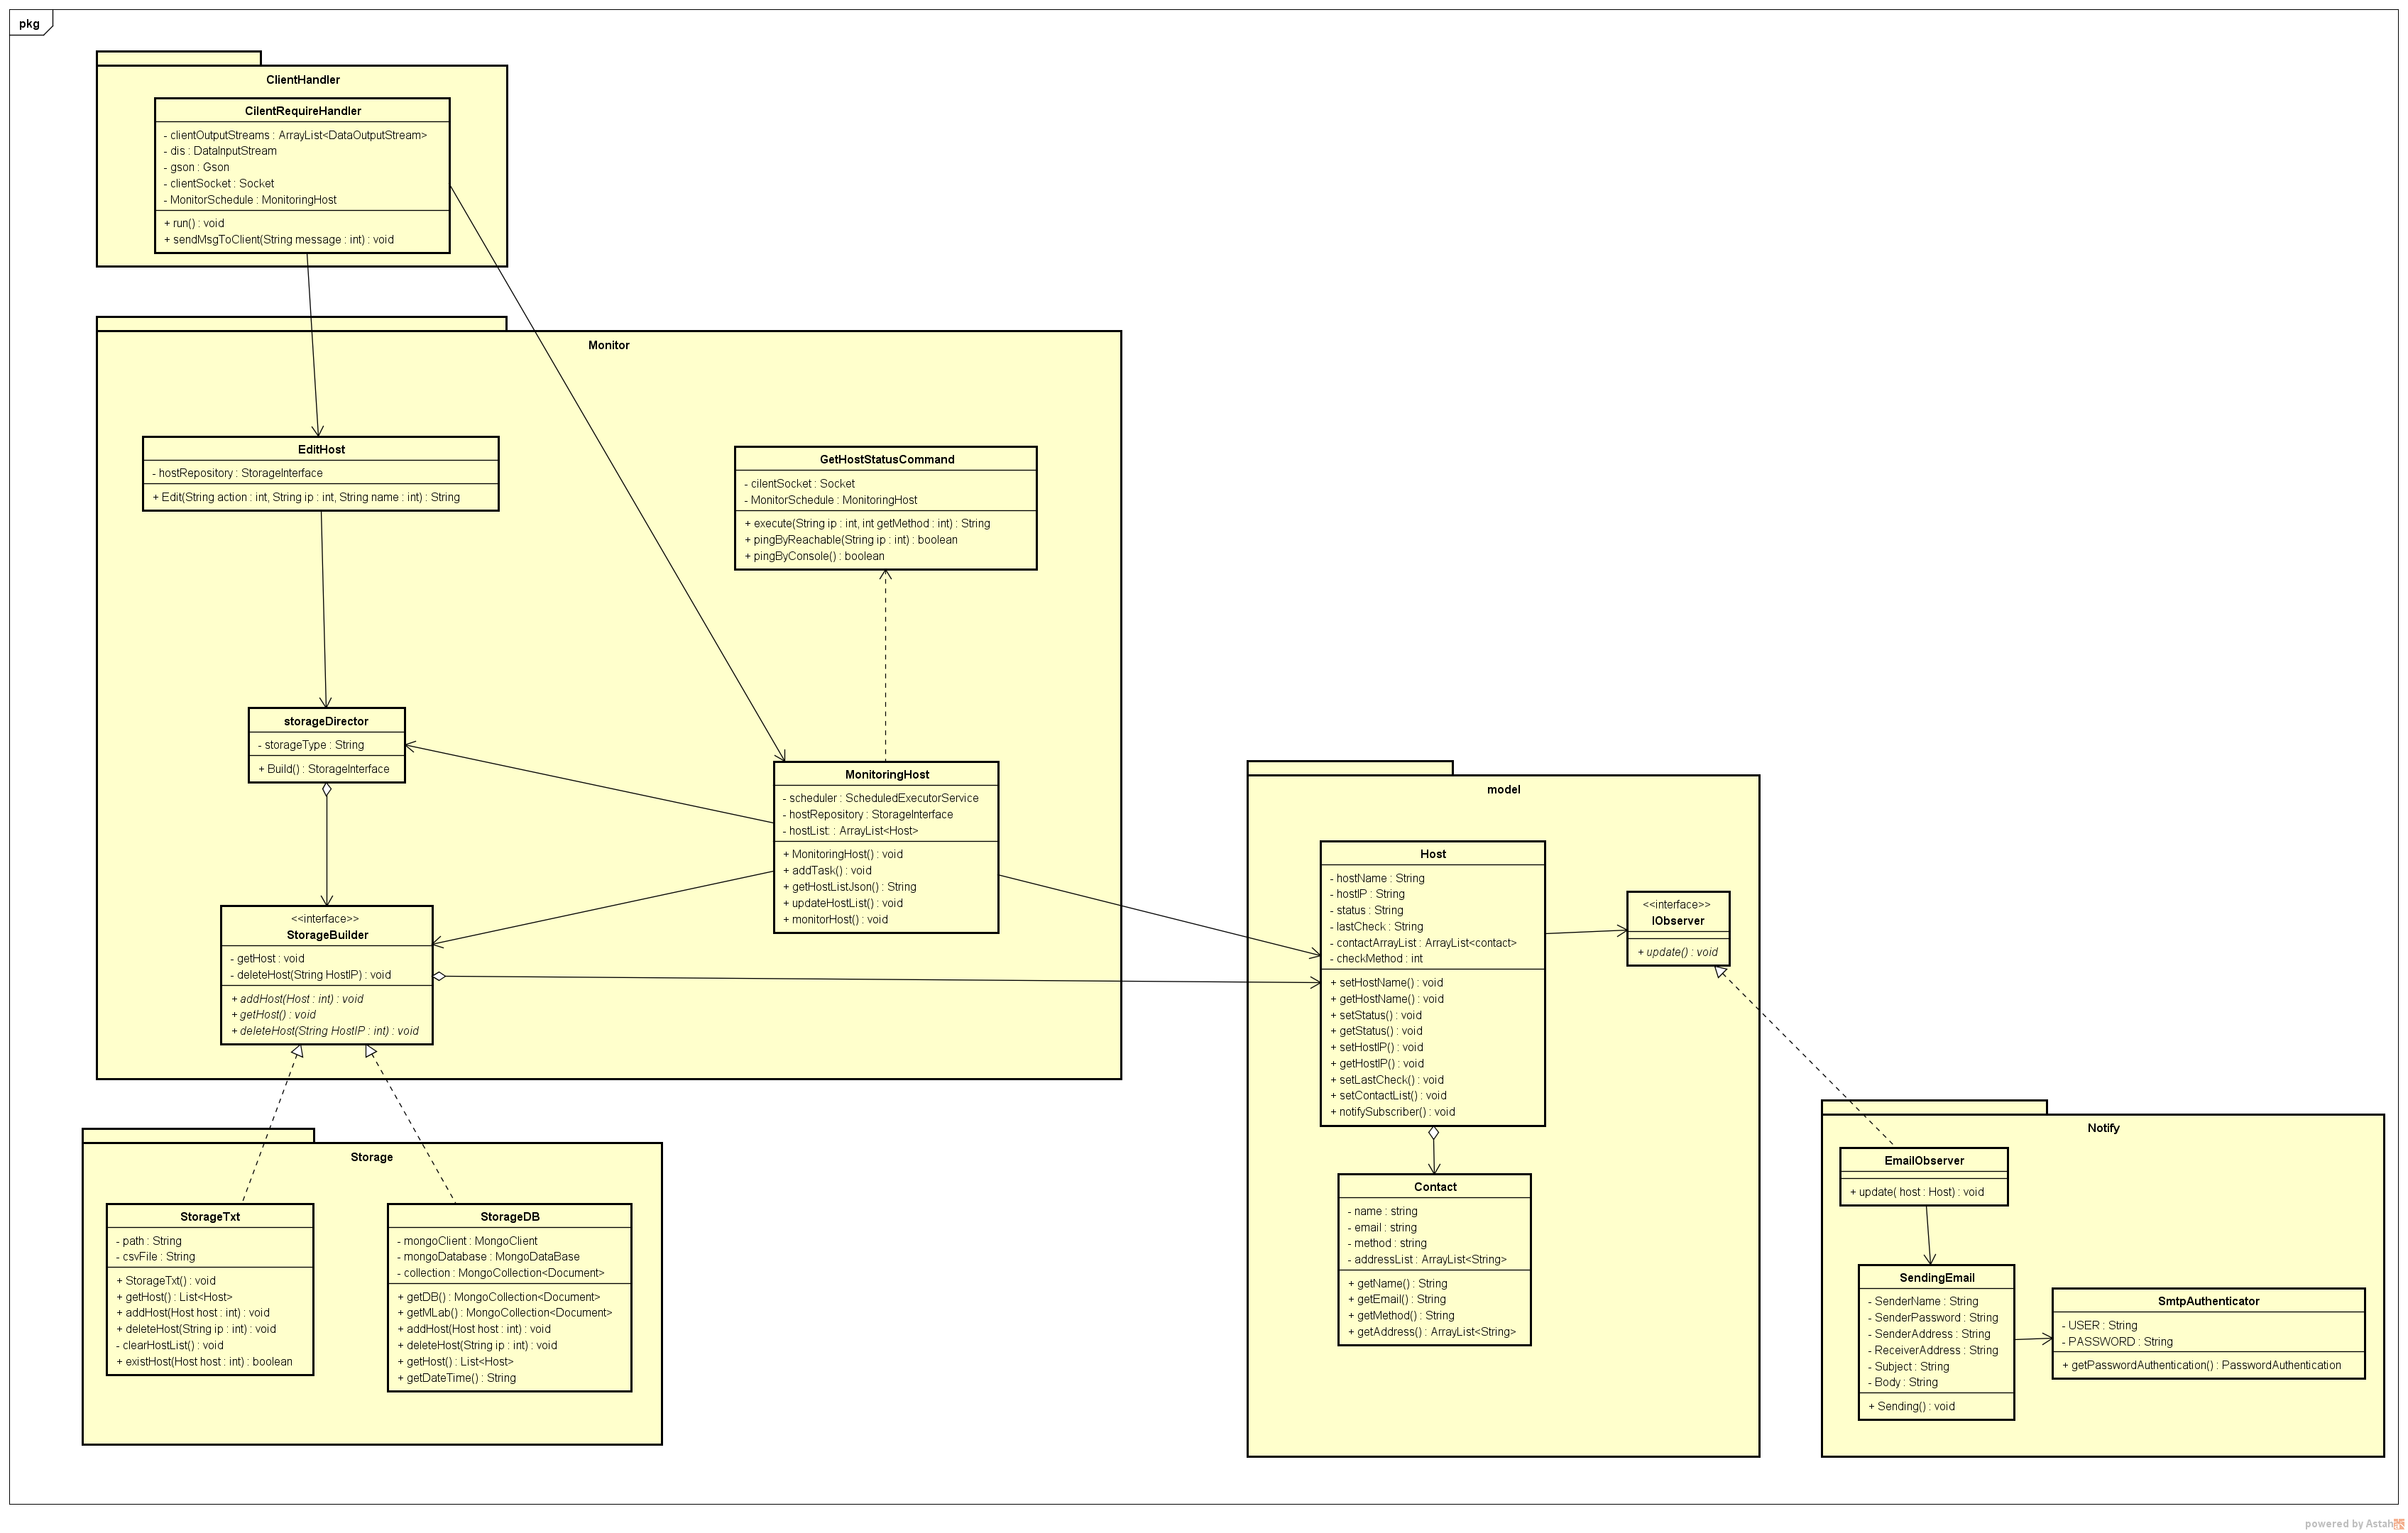 pkg
ClientHandler
CilentRequireHandler
- clientOutputStreams : ArrayList<DataOutputStream>
- dis : DataInputStream
- gson : Gson
- clientSocket : Socket
- MonitorSchedule : MonitoringHost
+ run() : void
+ sendMsgToClient(String message : int) : void
Monitor
EditHost
- hostRepository : StorageInterface
+ Edit(String action : int, String ip : int, String name : int) : String
GetHostStatusCommand
- cilentSocket : Socket
- MonitorSchedule : MonitoringHost
+ execute(String ip : int, int getMethod : int) : String
+ pingByReachable(String ip : int) : boolean
+ pingByConsole() : boolean
storageDirector
- storageType : String
+ Build() : StorageInterface
MonitoringHost
- scheduler : ScheduledExecutorService
- hostRepository : StorageInterface
- hostList: : ArrayList<Host>
+ MonitoringHost() : void
+ addTask() : void
+ getHostListJson() : String
+ updateHostList() : void
+ monitorHost() : void
<<interface>>
StorageBuilder
- getHost : void
- deleteHost(String HostIP) : void
+ addHost(Host : int) : void
+ getHost() : void
+ deleteHost(String HostIP : int) : void
Storage
StorageTxt
- path : String
- csvFile : String
+ StorageTxt() : void
+ getHost() : List<Host>
+ addHost(Host host : int) : void
+ deleteHost(String ip : int) : void
- clearHostList() : void
+ existHost(Host host : int) : boolean
StorageDB
- mongoClient : MongoClient
- mongoDatabase : MongoDataBase
- collection : MongoCollection<Document>
+ getDB() : MongoCollection<Document>
+ getMLab() : MongoCollection<Document>
+ addHost(Host host : int) : void
+ deleteHost(String ip : int) : void
+ getHost() : List<Host>
+ getDateTime() : String
model
Host
- hostName : String
- hostIP : String
- status : String
- lastCheck : String
- contactArrayList : ArrayList<contact>
- checkMethod : int
+ setHostName() : void
+ getHostName() : void
+ setStatus() : void
+ getStatus() : void
+ setHostIP() : void
+ getHostIP() : void
+ setLastCheck() : void
+ setContactList() : void
+ notifySubscriber() : void
<<interface>>
IObserver
+ update() : void
Contact
- name : string
- email : string
- method : string
- addressList : ArrayList<String>
+ getName() : String
+ getEmail() : String
+ getMethod() : String
+ getAddress() : ArrayList<String>
Notify
EmailObserver
+ update( host : Host) : void
SendingEmail
- SenderName : String
- SenderPassword : String
- SenderAddress : String
- ReceiverAddress : String
- Subject : String
- Body : String
+ Sending() : void
SmtpAuthenticator
- USER : String
- PASSWORD : String
+ getPasswordAuthentication() : PasswordAuthentication
powered by Astah